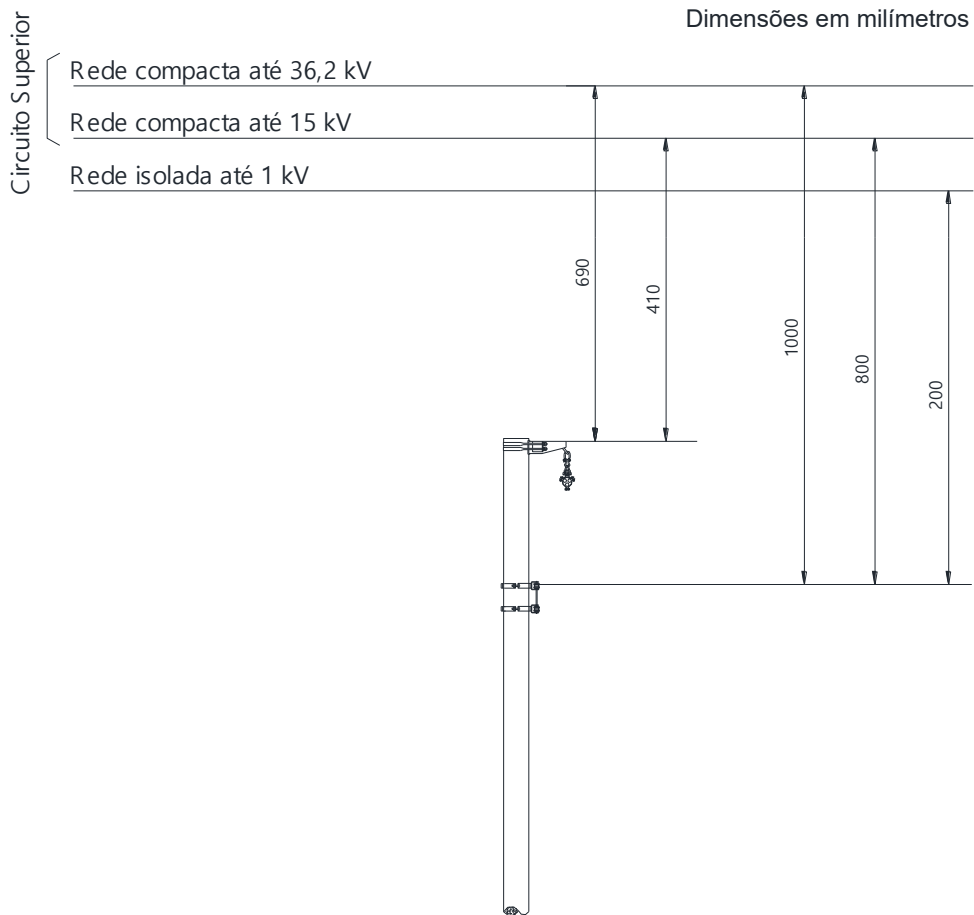 Dimensões em milímetros
Circuito Superior
Rede compacta até 36,2 kV
Rede compacta até 15 kV
Rede isolada até 1 kV
690
410
1000
800
200